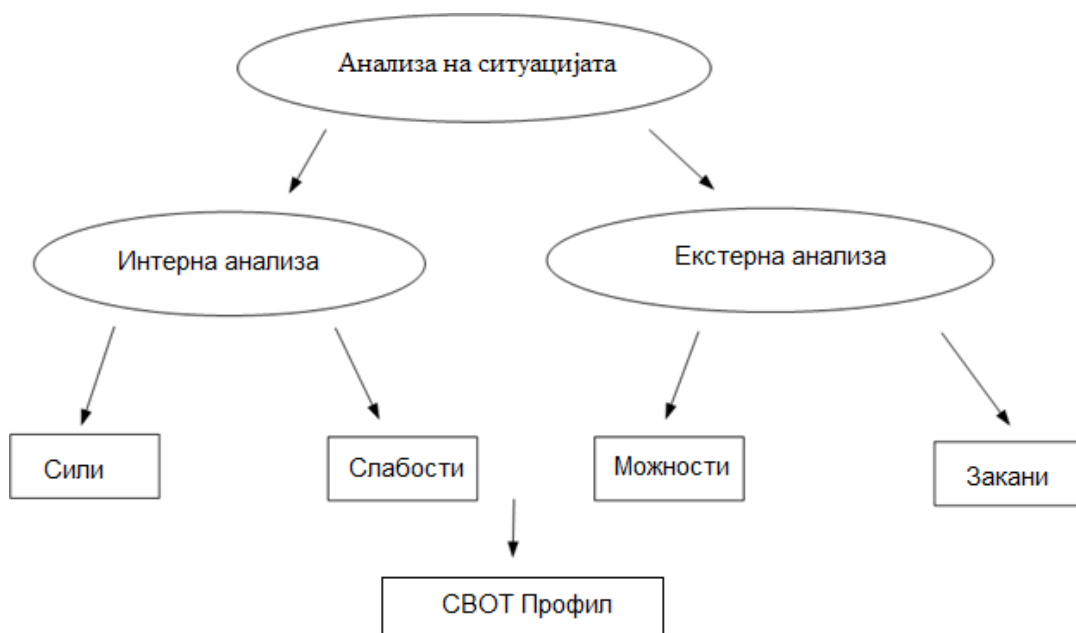 Анализа на ситуацијата
Интерна анализа
Екстерна анализа
Сили
Слабости
Можности
Закани
СВОТ Профил